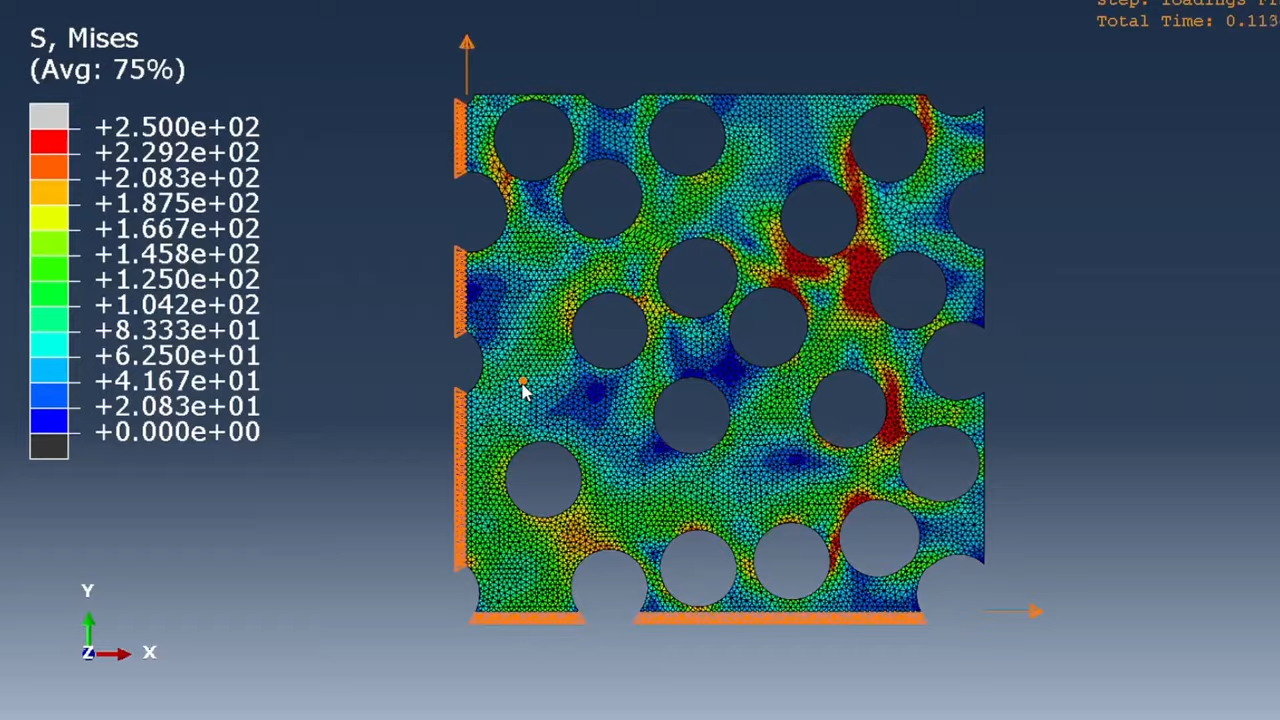 Step: loadings
Total Time: 0.113
S, Mises
(Avg: 75%)
+2.500e+02
+2.292e+02
+2.083e+02
+1.875e+02
+1.667e+02
+1.458e+02
+1.250e+02
+1.042e+02
+8.333e+01
+6.250e+01
+4.167e+01
+2.083e+01
+0.000e+00
Y
Z
X